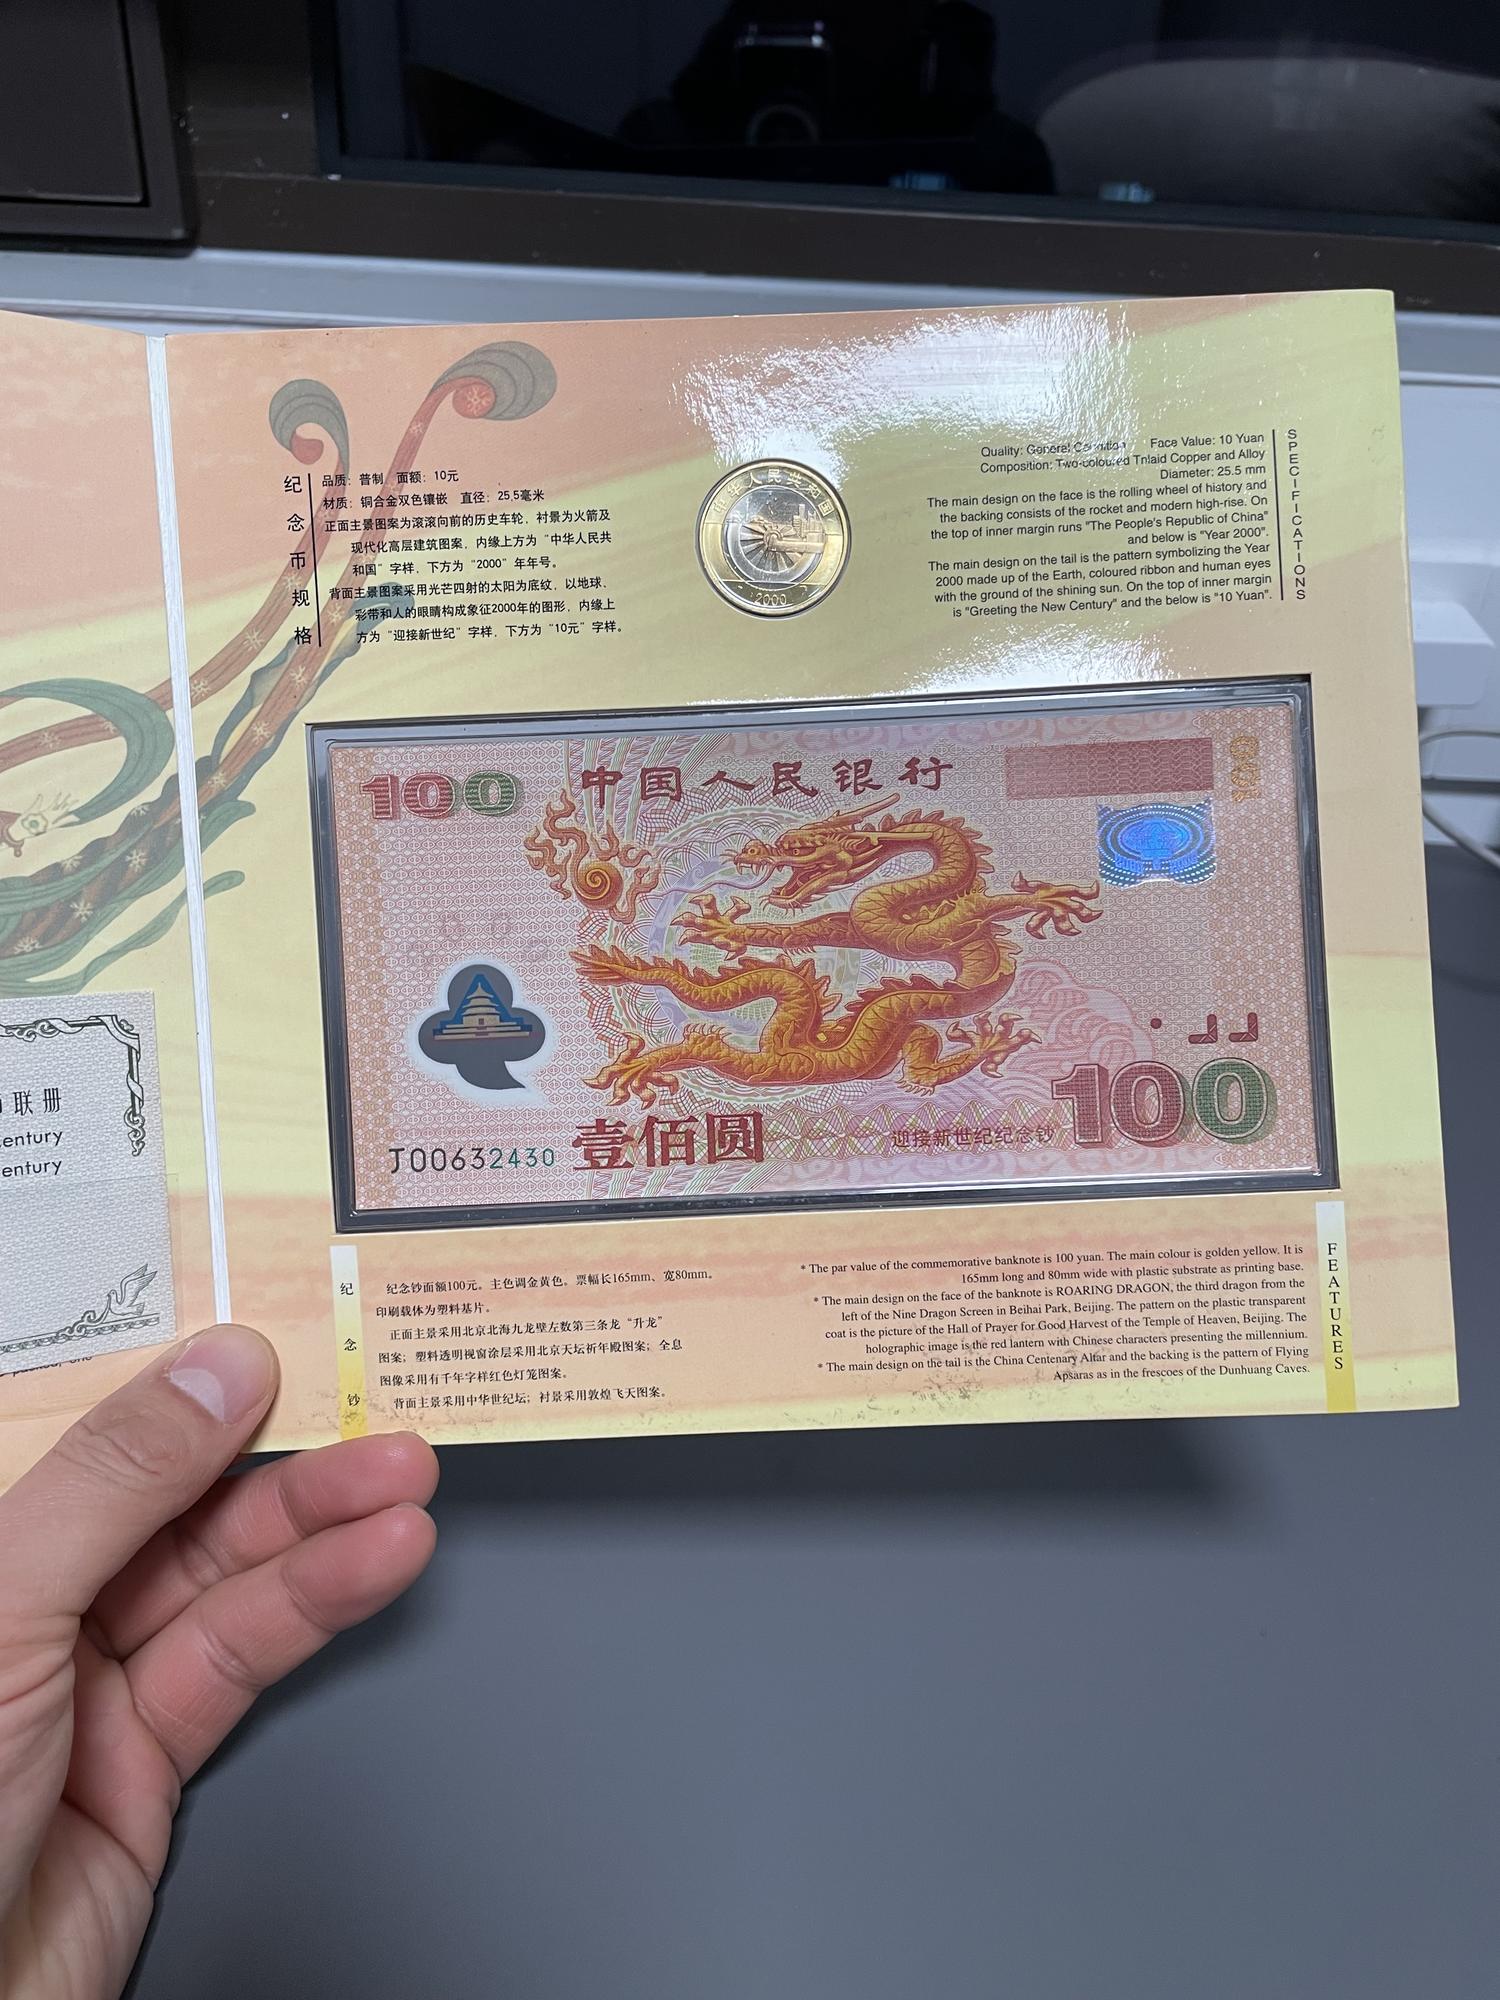 纪念币规格
品质：普制 面额：10元
材质：铜合金双色镶嵌 直径：25.5毫米
正面主景图案为滚滚向前的历史车轮，衬景为火箭及
现代化高层建筑图案，内缘上方为“中华人民共
和国”字样，下方为“2000”年年号。
背面主景图案采用光芒四射的太阳为底纹，以地球、
彩带和人的眼睛构成象征2000年的图形，内缘上
方为“迎接新世纪”字样，下方为“10元”字样。
中华人民共和国
2000
Quality: General Face Value: 10 Yuan
Composition: Two-coloured Tnlaid Copper and Alloy
Diameter: 25.5 mm
The main design on the face is the rolling wheel of history and
the backing consists of the rocket and modern high-rise. On
the top of inner margin runs "The People's Republic of China"
and below is "Year 2000".
The main design on the tail is the pattern symbolizing the Year
2000 made up of the Earth, coloured ribbon and human eyes
with the ground of the shining sun. On the top of inner margin
is "Greeting the New Century" and the below is "10 Yuan".
SPECIFICATIONS
100
中国人民银行
100
J00632430
壹佰圆
迎接新世纪纪念钞
100
联册
entury
entury
纪念钞
纪念钞面额100元。主色调金黄色。票幅长165mm、宽80mm。
印刷载体为塑料基片。
正面主景采用北京北海九龙壁左数第三条龙“升龙”
图案；塑料透明视窗涂层采用北京天坛祈年殿图案；全息
图像采用有千年字样红色灯笼图案。
背面主景采用中华世纪坛；衬景采用敦煌飞天图案。
* The par value of the commemorative banknote is 100 yuan. The main colour is golden yellow. It is
165mm long and 80mm wide with plastic substrate as printing base.
* The main design on the face of the banknote is ROARING DRAGON, the third dragon from the
left of the Nine Dragon Screen in Beihai Park, Beijing. The pattern on the plastic transparent
coat is the picture of the Hall of Prayer for Good Harvest of the Temple of Heaven, Beijing. The
holographic image is the red lantern with Chinese characters presenting the millennium.
* The main design on the tail is the China Centenary Altar and the backing is the pattern of Flying
Apsaras as in the frescoes of the Dunhuang Caves.
FEATURES